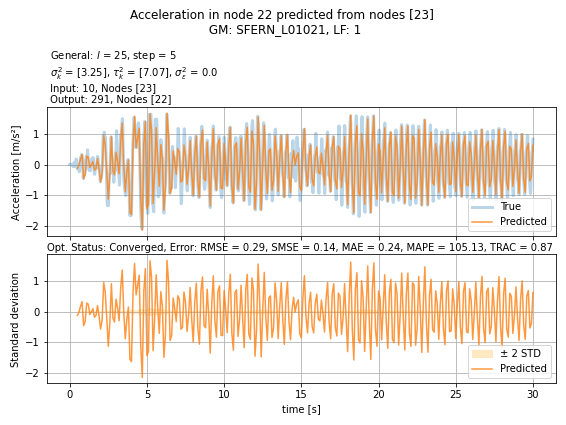 Acceleration in node 22 predicted from nodes [23]
GM: SFERN_L01021, LF: 1
General: l = 25, step = 5
σ²ₖ = [3.25], τ²ₖ = [7.07], σ²ε = 0.0
Input: 10, Nodes [23]
Output: 291, Nodes [22]
Acceleration [m/s²]
1
0
−1
−2
True
Predicted
Opt. Status: Converged, Error: RMSE = 0.29, SMSE = 0.14, MAE = 0.24, MAPE = 105.13, TRAC = 0.87
Standard deviation
1
0
−1
−2
± 2 STD
Predicted
0 5 10 15 20 25 30
time [s]